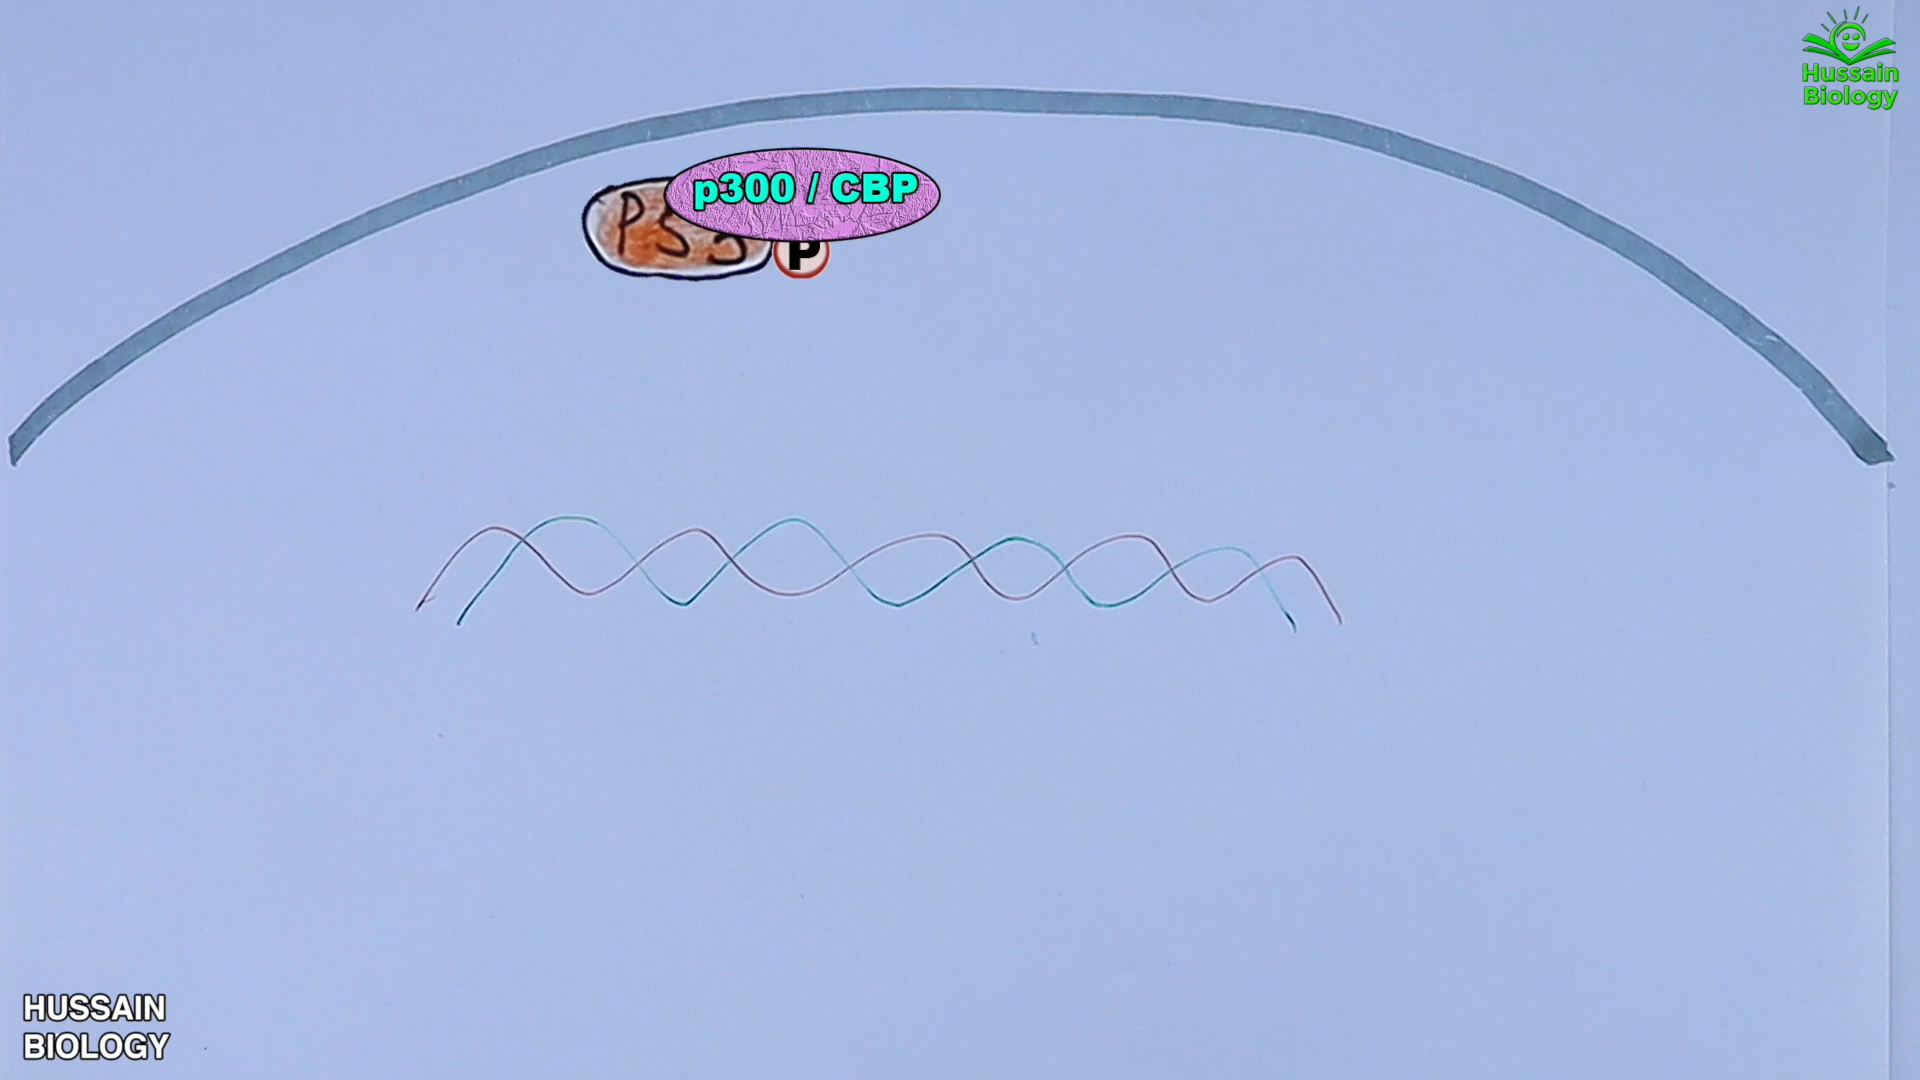 Hussain
Biology
p300 / CBP
P53
P
HUSSAIN
BIOLOGY